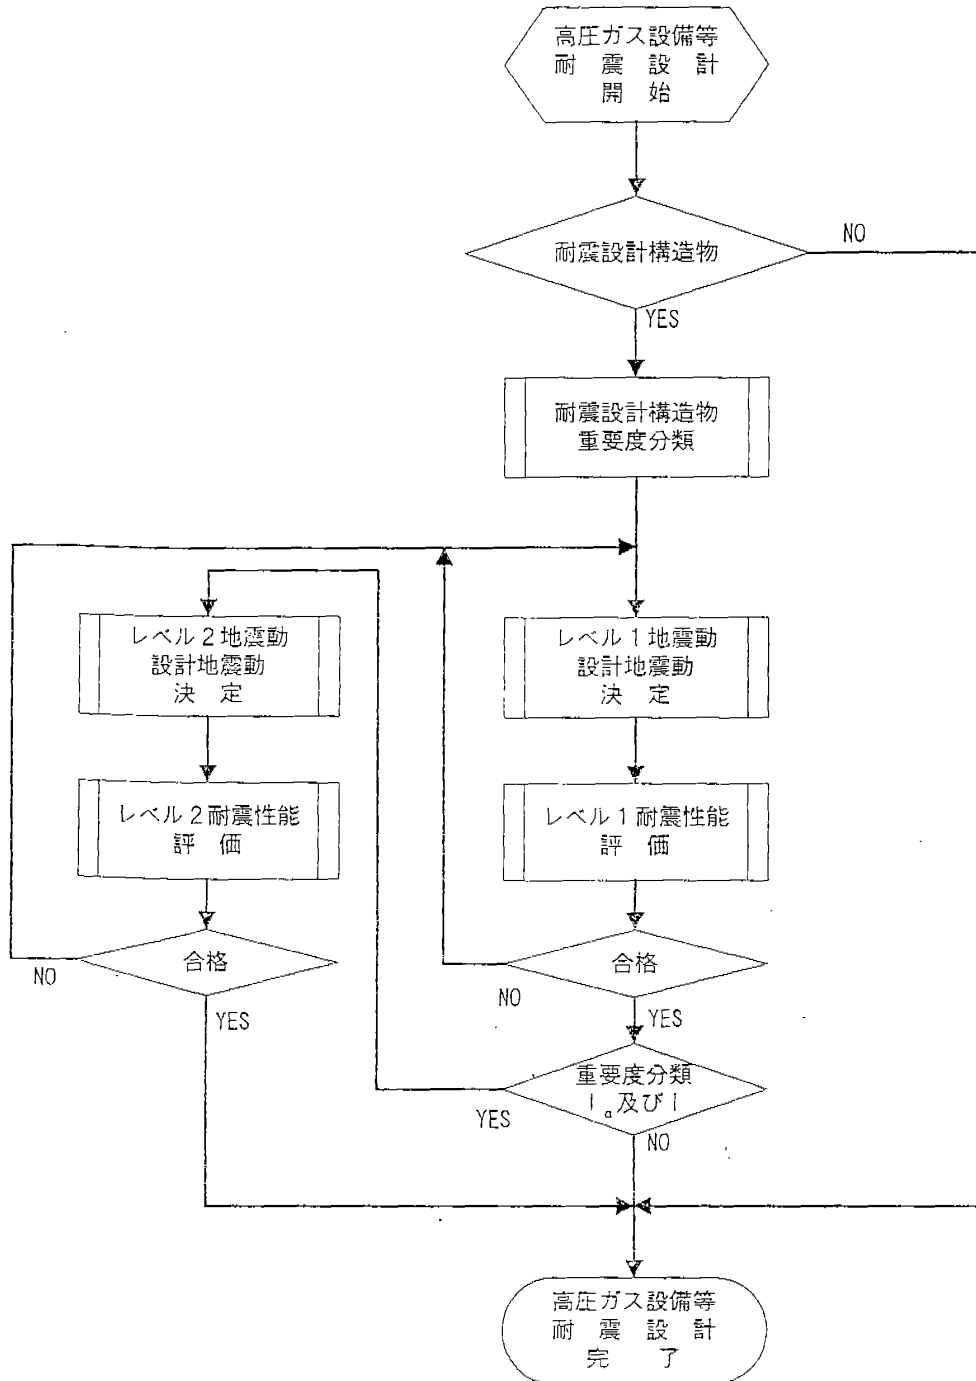 高圧ガス設備等
耐震設計
開始
耐震設計構造物
NO
YES
耐震設計構造物
重要度分類
レベル2地震動
設計地震動
決定
レベル1地震動
設計地震動
決定
レベル2耐震性能
評価
レベル1耐震性能
評価
合格
NO
YES
合格
NO
YES
重要度分類
Ⅰa及びⅠ
YES
NO
高圧ガス設備等
耐震設計
完了